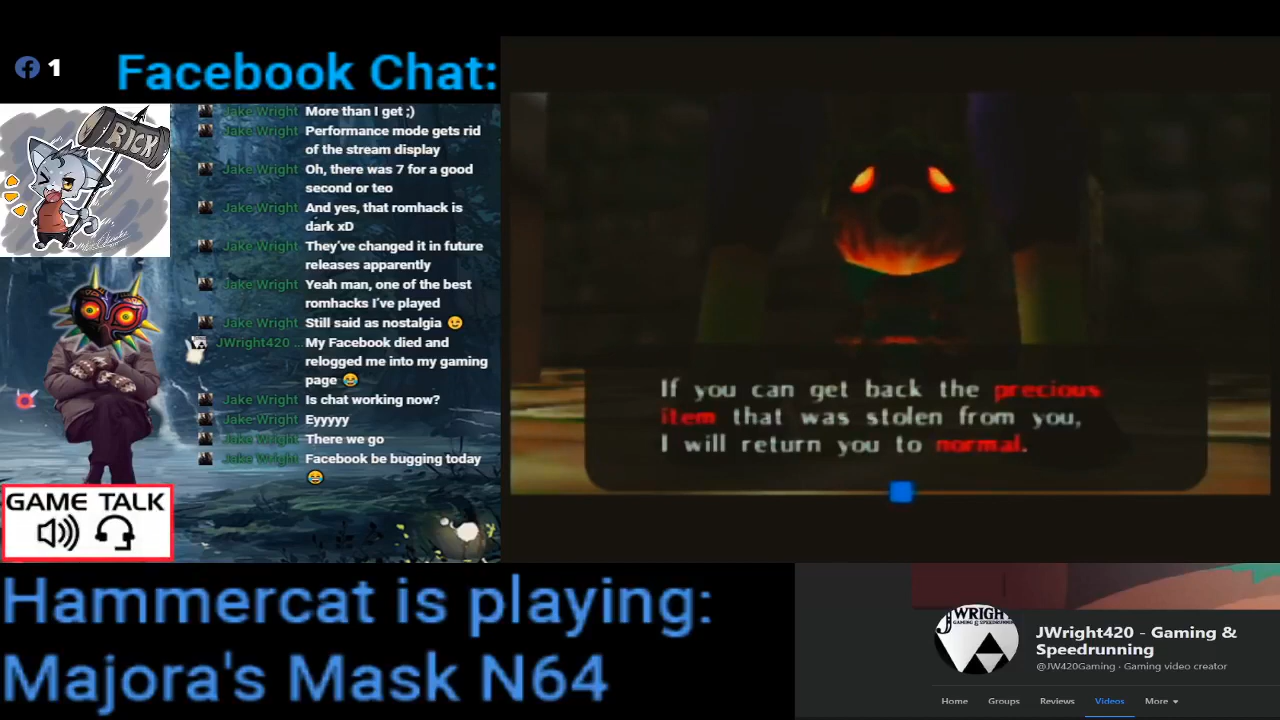 1
Facebook Chat:
RICK
Jake Wright More than I get ;)
Jake Wright Performance mode gets rid
of the stream display
Jake Wright Oh, there was 7 for a good
second or teo
Jake Wright And yes, that romhack is
dark xD
Jake Wright They've changed it in future
releases apparently
Jake Wright Yeah man, one of the best
romhacks I've played
Jake Wright Still said as nostalgia 😉
JWright420 ... My Facebook died and
relogged me into my gaming
page 😂
Jake Wright Is chat working now?
Jake Wright Eyyyyy
Jake Wright There we go
Jake Wright Facebook be bugging today
😂
If you can get back the precious
item that was stolen from you,
I will return you to normal.
GAME TALK
Hammercat is playing:
Majora's Mask N64
JWRIGHT
GAMING & SPEEDRUNNING
JWright420 - Gaming &
Speedrunning
@JW420Gaming · Gaming video creator
Home Groups Reviews Videos More